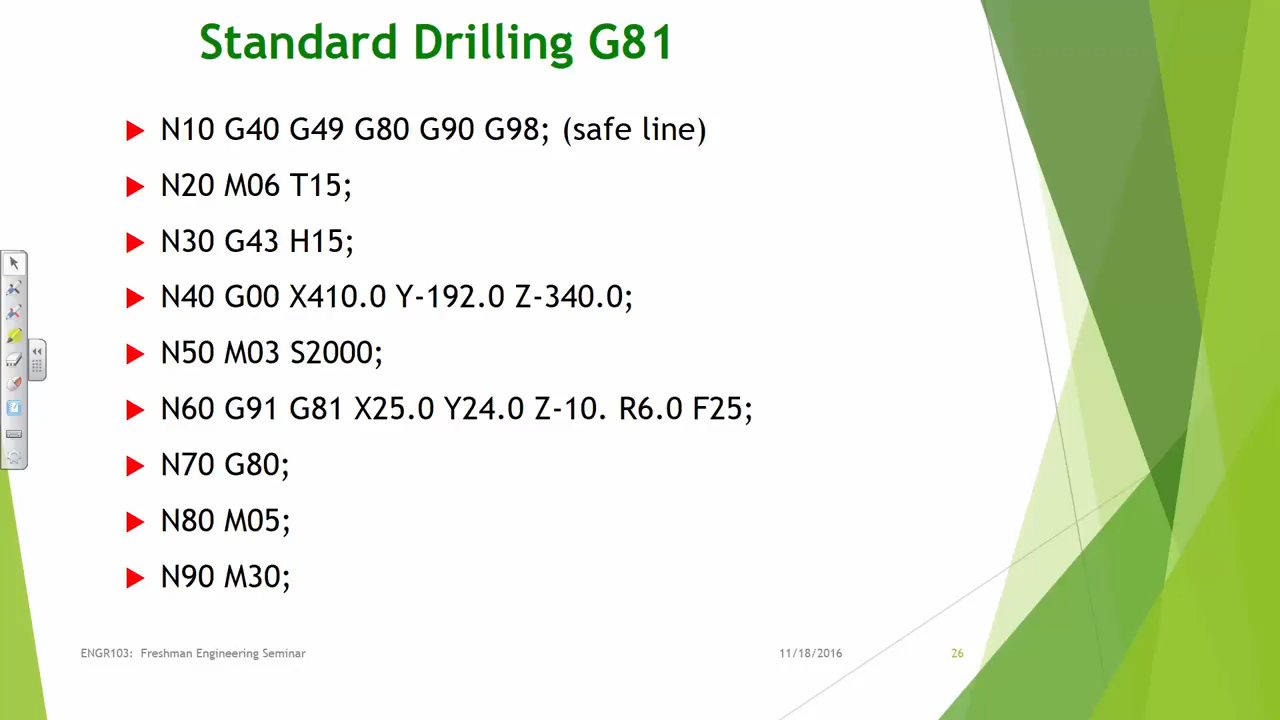 Standard Drilling G81
N10 G40 G49 G80 G90 G98; (safe line)
N20 M06 T15;
N30 G43 H15;
N40 G00 X410.0 Y-192.0 Z-340.0;
N50 M03 S2000;
N60 G91 G81 X25.0 Y24.0 Z-10. R6.0 F25;
N70 G80;
N80 M05;
N90 M30;
ENGR103: Freshman Engineering Seminar 11/18/2016 26